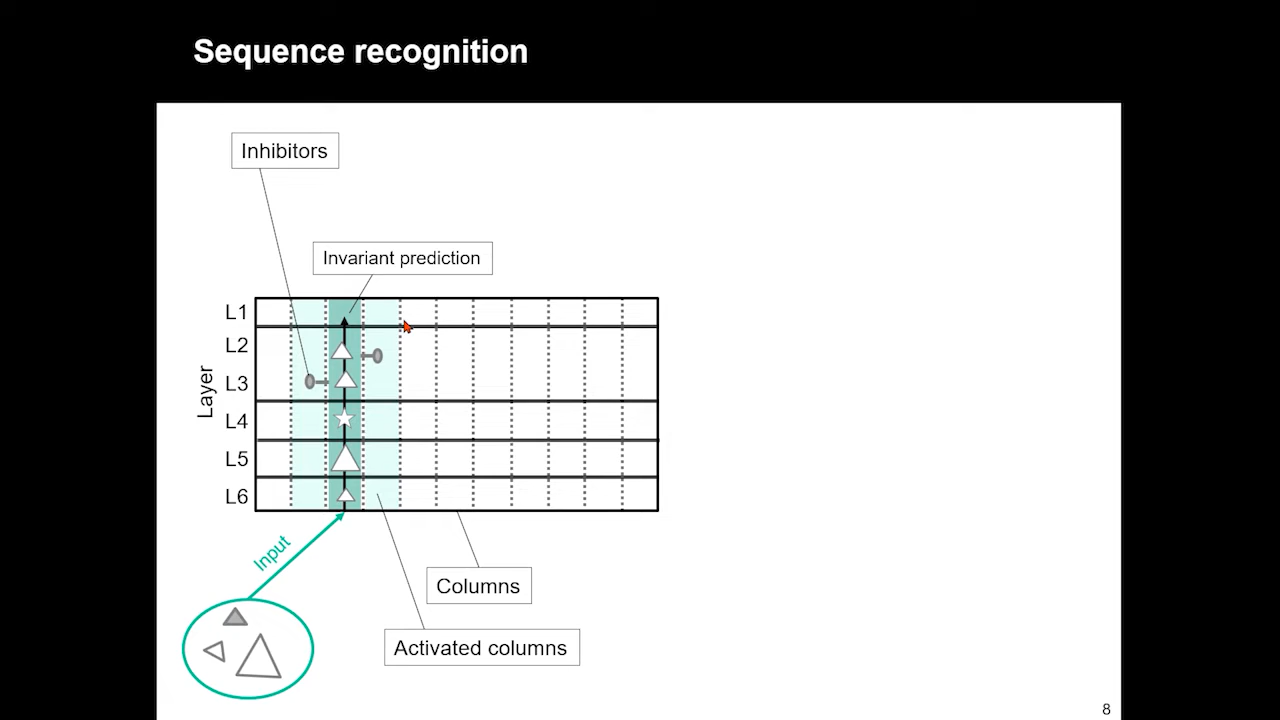 Sequence recognition
Inhibitors
Invariant prediction
Layer
L1
L2
L3
L4
L5
L6
Input
Columns
Activated columns
8